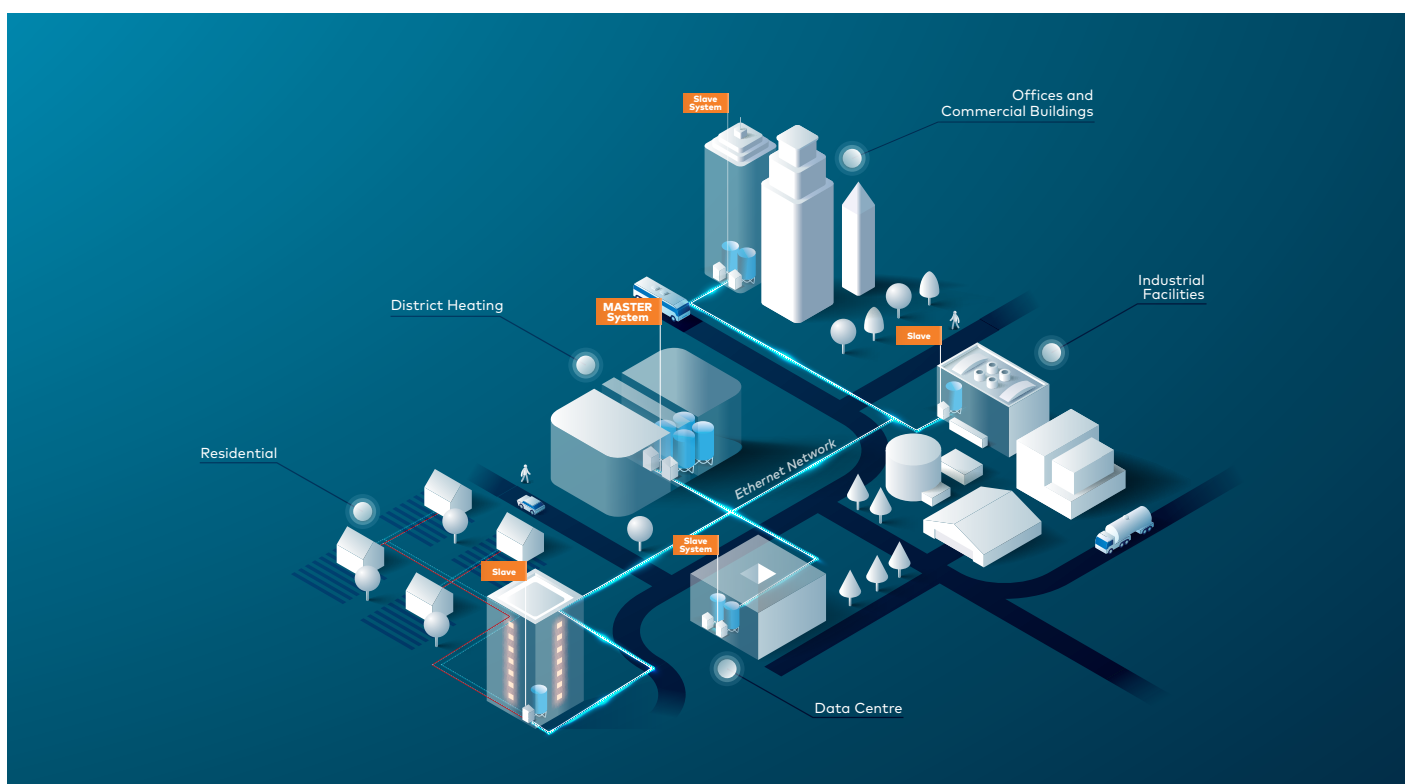 Slave
System
Offices and
Commercial Buildings
Industrial
Facilities
District Heating
MASTER
System
Slave
Residential
Ethernet Network
Slave
System
Slave
Data Centre